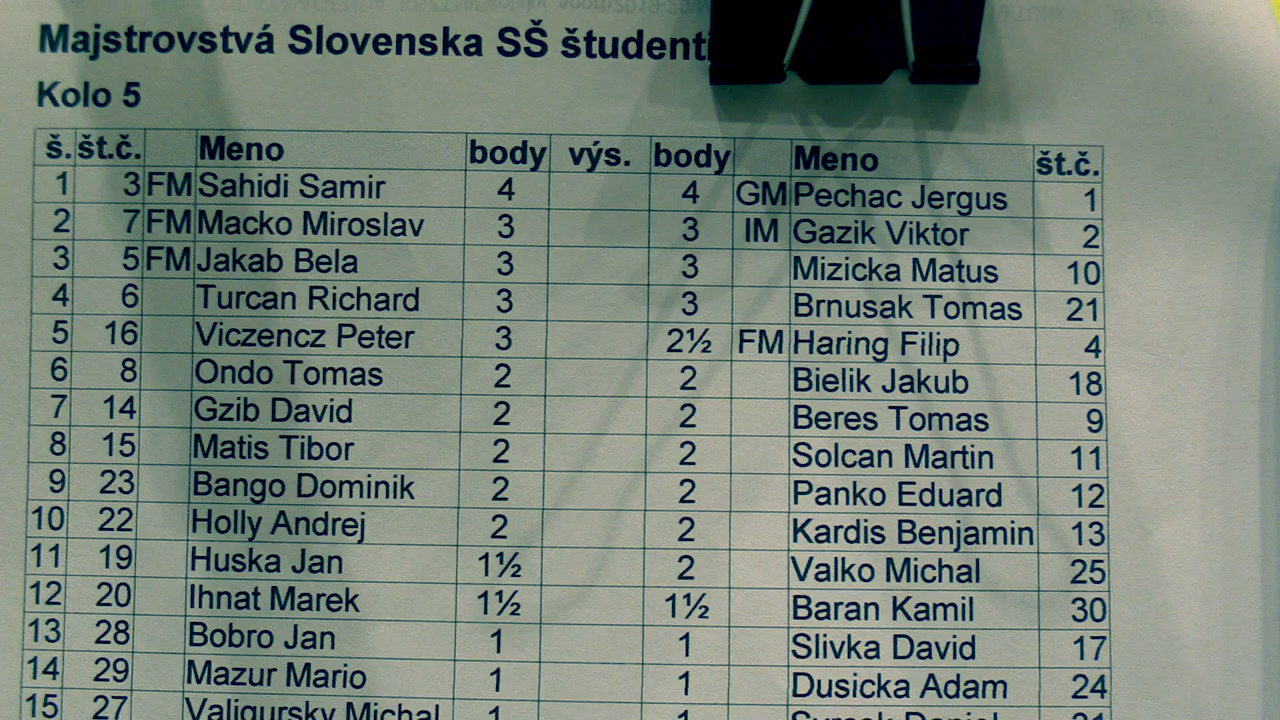 Majstrovstvá Slovenska SŠ študenti
Kolo 5
š. št.č. Meno body výs. body Meno št.č.
1 3 FM Sahidi Samir 4 4 GM Pechac Jergus 1
2 7 FM Macko Miroslav 3 3 IM Gazik Viktor 2
3 5 FM Jakab Bela 3 3 Mizicka Matus 10
4 6 Turcan Richard 3 3 Brnusak Tomas 21
5 16 Viczencz Peter 3 2½ FM Haring Filip 4
6 8 Ondo Tomas 2 2 Bielik Jakub 18
7 14 Gzib David 2 2 Beres Tomas 9
8 15 Matis Tibor 2 2 Solcan Martin 11
9 23 Bango Dominik 2 2 Panko Eduard 12
10 22 Holly Andrej 2 2 Kardis Benjamin 13
11 19 Huska Jan 1½ 2 Valko Michal 25
12 20 Ihnat Marek 1½ 1½ Baran Kamil 30
13 28 Bobro Jan 1 1 Slivka David 17
14 29 Mazur Mario 1 1 Dusicka Adam 24
15 27 Valigursky Michal 1 1